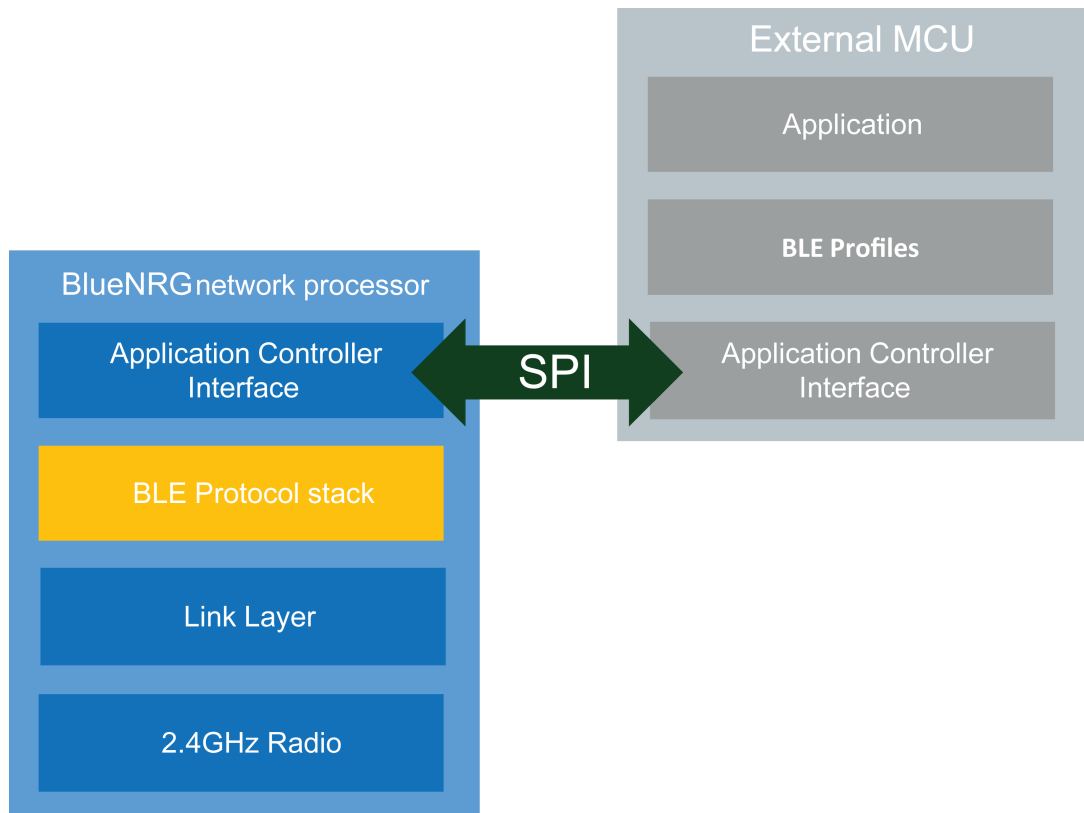 External MCU
Application
BLE Profiles
Application Controller
Interface
BlueNRG network processor
Application Controller
Interface
BLE Protocol stack
Link Layer
2.4GHz Radio
SPI